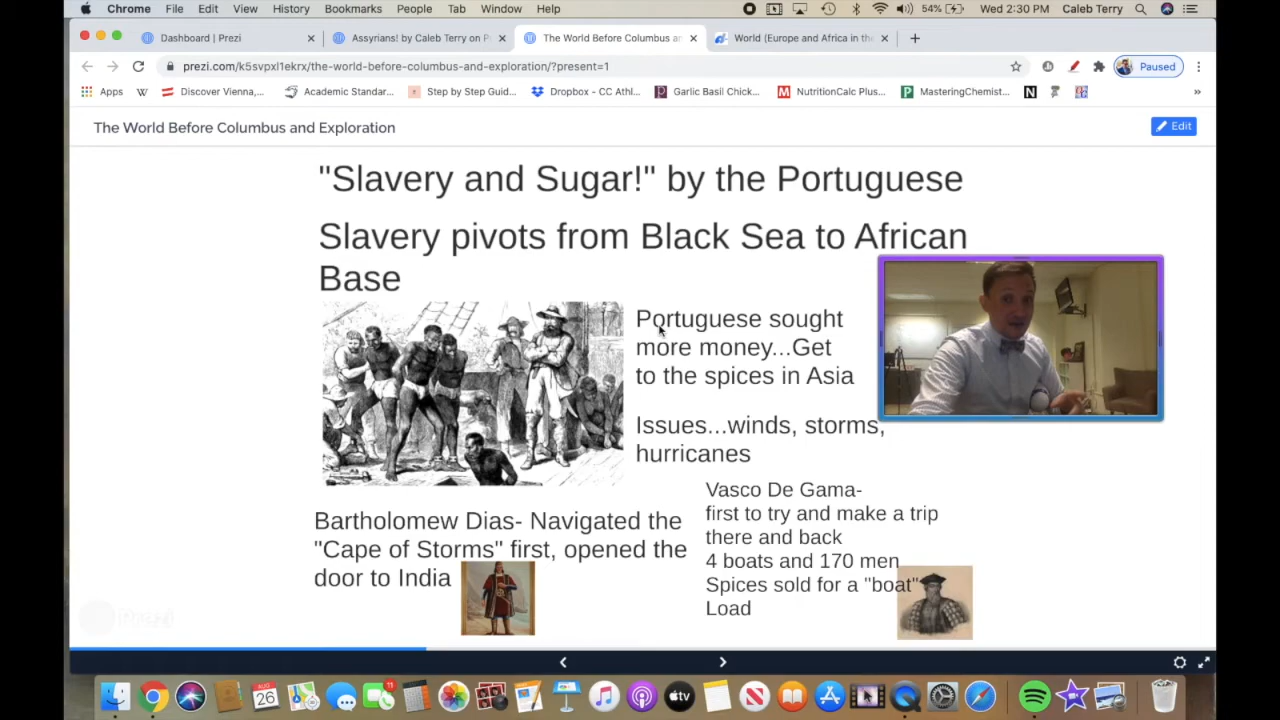 Chrome File Edit View History Bookmarks People Tab Window Help 54% Wed 2:30 PM Caleb Terry
Dashboard | Prezi
Assyrians! by Caleb Terry on P
The World Before Columbus an
World (Europe and Africa in the
prezi.com/k5svpxl1ekrx/the-world-before-columbus-and-exploration/?present=1
Paused
Apps W Discover Vienna,... Academic Standar... Step by Step Guid... Dropbox - CC Athl... Garlic Basil Chick... NutritionCalc Plus... MasteringChemist... N »
The World Before Columbus and Exploration
Edit
"Slavery and Sugar!" by the Portuguese
Slavery pivots from Black Sea to African
Base
Portuguese sought
more money...Get
to the spices in Asia
Issues...winds, storms,
hurricanes
Bartholomew Dias- Navigated the
"Cape of Storms" first, opened the
door to India
Vasco De Gama-
first to try and make a trip
there and back
4 boats and 170 men
Spices sold for a "boat"
Load
Prezi
11
AUG
26
tv